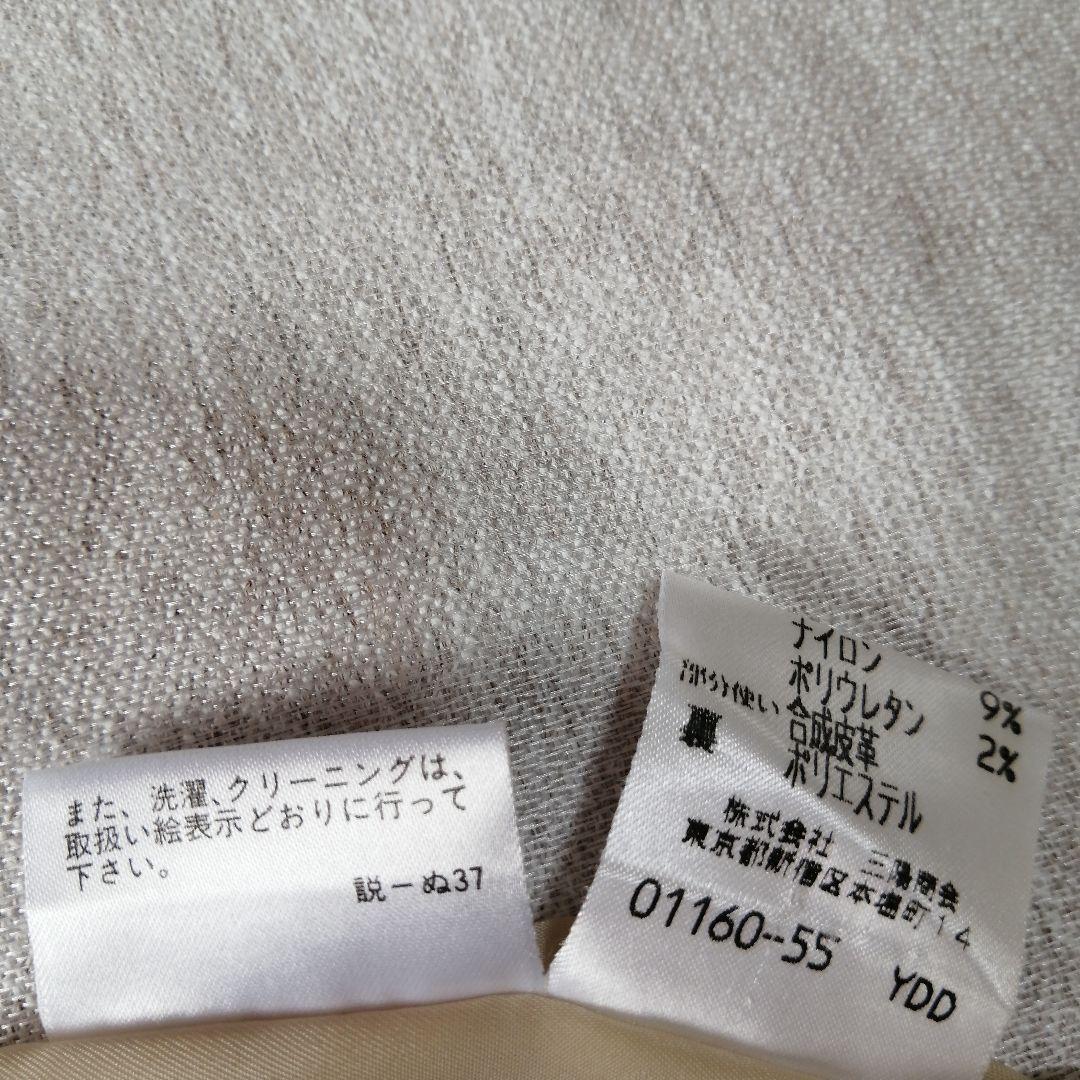 また、洗濯、クリーニングは、
取扱い絵表示どおりに行って
下さい。
説ーぬ37
ナイロン 9%
ポリウレタン 2%
部分使い 合成皮革
裏 ポリエステル
株式会社 三陽商会
東京都新宿区本塩町14
01160--55 YDD